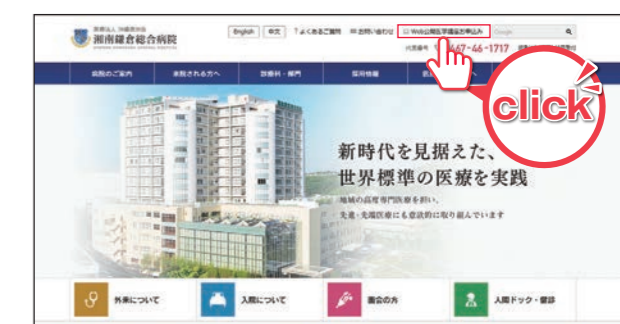 湘南鎌倉総合病院
English 中文 ? よくあるご質問 お問い合わせ Web公開医学講座お申込み Google
代表番号 467-46-1717
病院のご案内 来院される方へ 診療科・部門 採用情報
click
新時代を見据えた、
世界標準の医療を実践
地域の高度専門医療を担い、
先進・先端医療にも意欲的に取り組んでいます
外来について 入院について 面会の方 人間ドック・健診